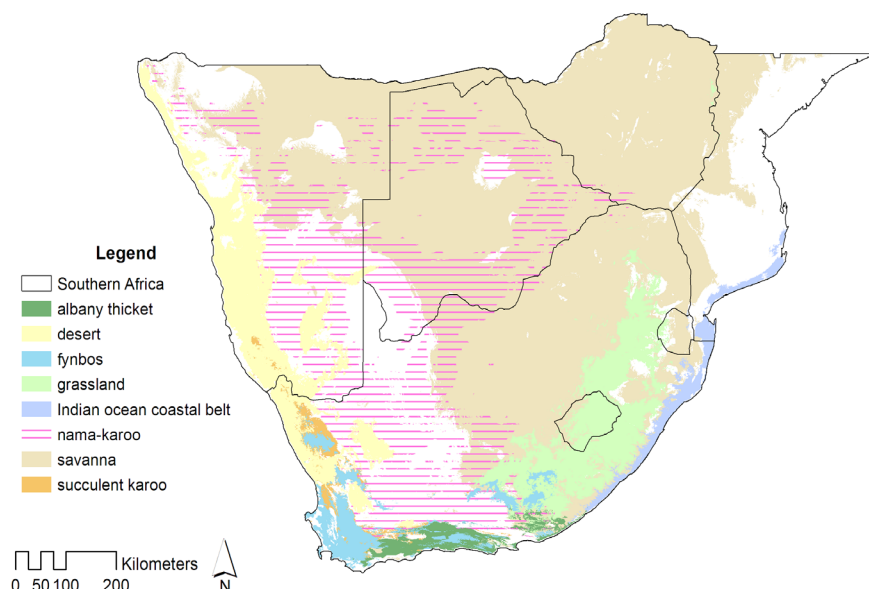 Legend
Southern Africa
albany thicket
desert
fynbos
grassland
Indian ocean coastal belt
nama-karoo
savanna
succulent karoo
Kilometers
0 50 100 200
N